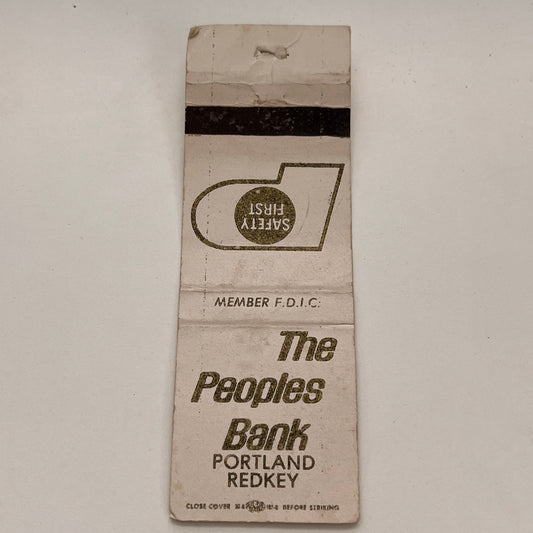 SAFETY
FIRST
MEMBER F.D.I.C.
The
Peoples
Bank
PORTLAND
REDKEY
CLOSE COVER BEFORE STRIKING